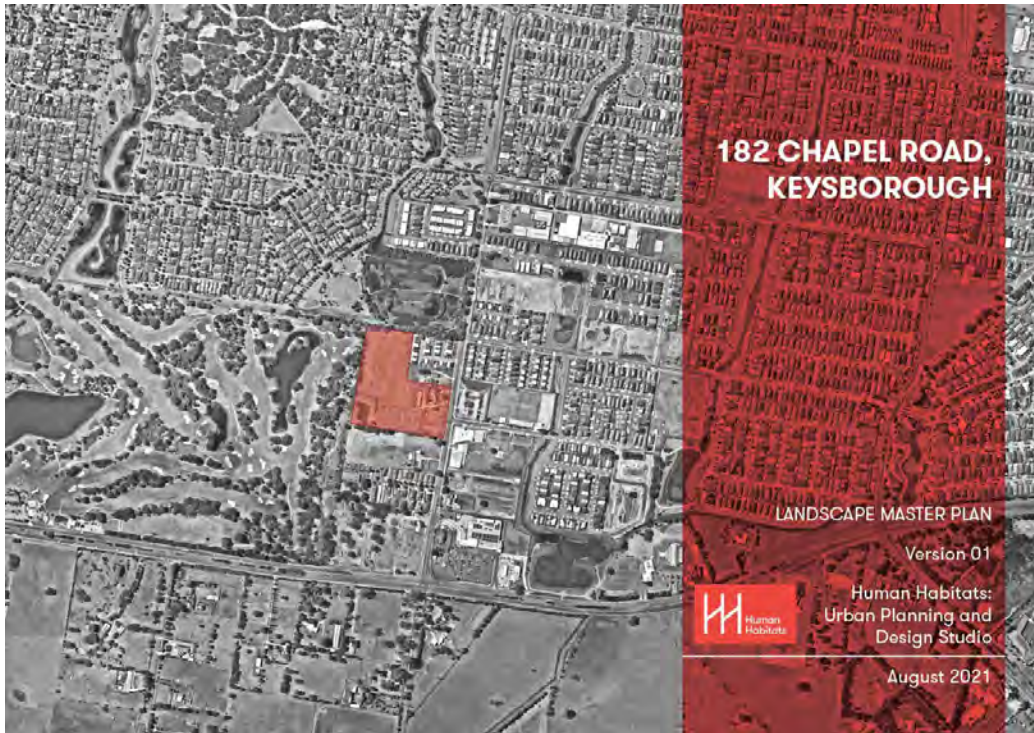 182 CHAPEL ROAD,
KEYSBOROUGH
LANDSCAPE MASTER PLAN
Version 01
Human
Habitats
Human Habitats:
Urban Planning and
Design Studio
August 2021